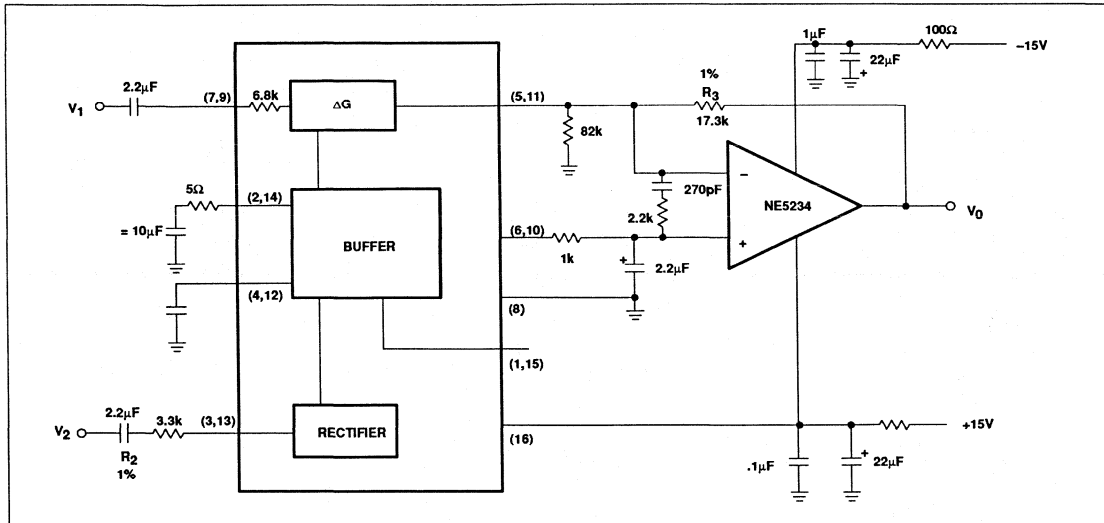 1μF
100Ω
–15V
22μF
+
2.2μF
V1
(7,9)
6.8k
ΔG
(5,11)
1%
R3
17.3k
82k
5Ω
(2,14)
= 10μF
BUFFER
270pF
2.2k
–
NE5234
+
V0
(6,10)
1k
+
2.2μF
(4,12)
(8)
(1,15)
2.2μF
3.3k
(3,13)
V2
R2
1%
RECTIFIER
(16)
+15V
.1μF
+
22μF